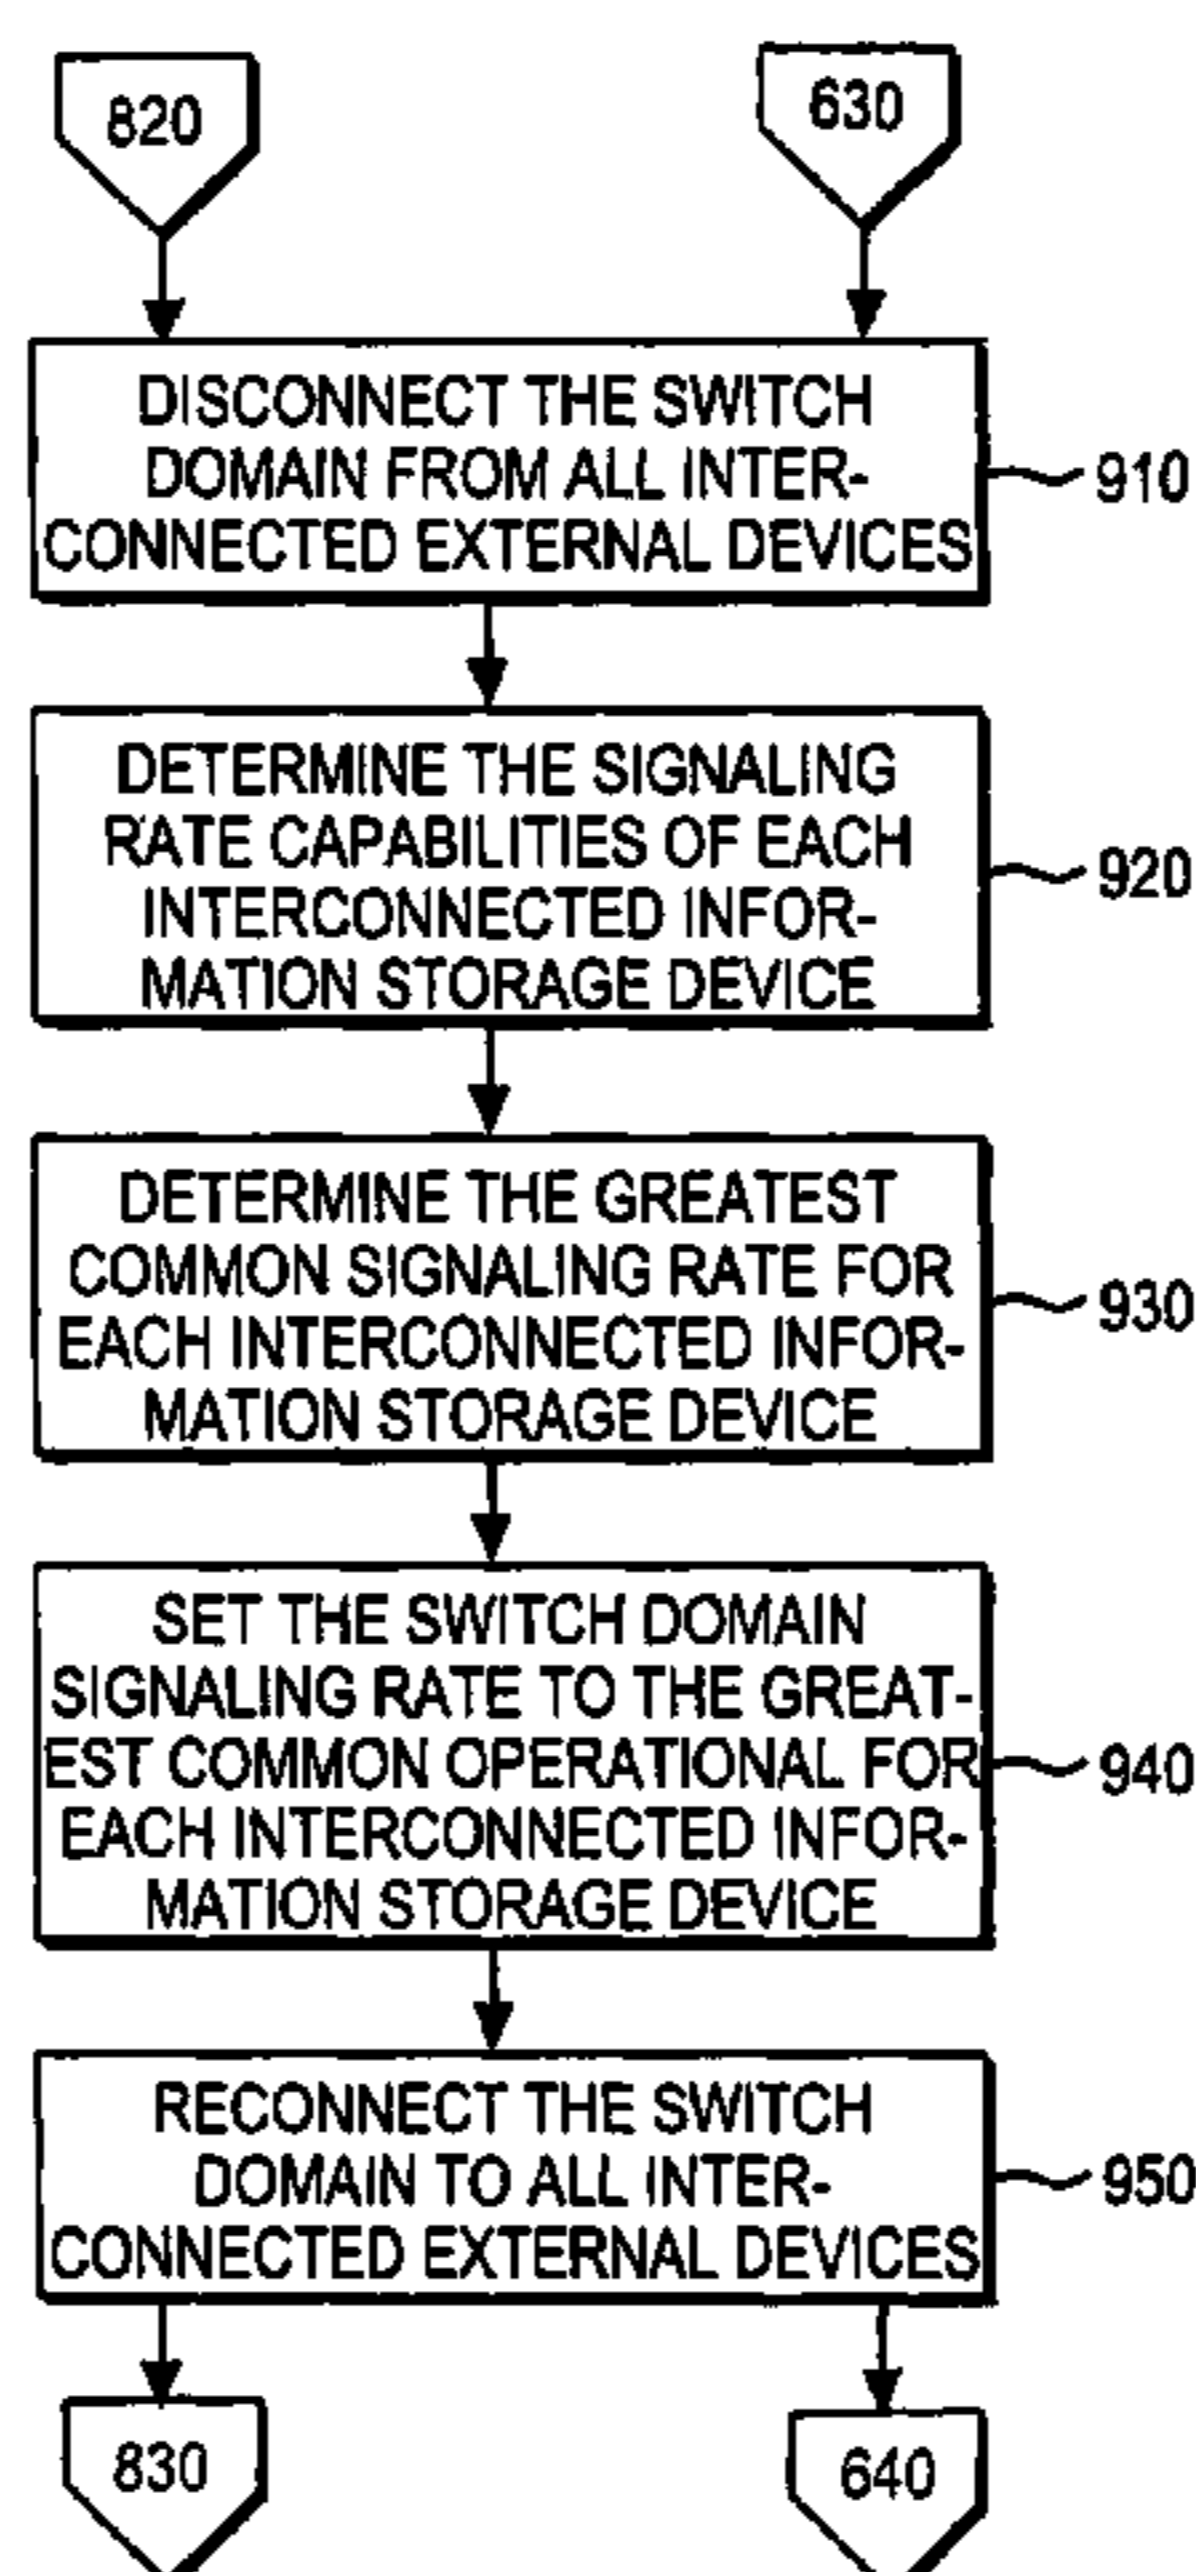 820
630
DISCONNECT THE SWITCH
DOMAIN FROM ALL INTER-
CONNECTED EXTERNAL DEVICES
910
DETERMINE THE SIGNALING
RATE CAPABILITIES OF EACH
INTERCONNECTED INFOR-
MATION STORAGE DEVICE
920
DETERMINE THE GREATEST
COMMON SIGNALING RATE FOR
EACH INTERCONNECTED INFOR-
MATION STORAGE DEVICE
930
SET THE SWITCH DOMAIN
SIGNALING RATE TO THE GREAT-
EST COMMON OPERATIONAL FOR
EACH INTERCONNECTED INFOR-
MATION STORAGE DEVICE
940
RECONNECT THE SWITCH
DOMAIN TO ALL INTER-
CONNECTED EXTERNAL DEVICES
950
830
640